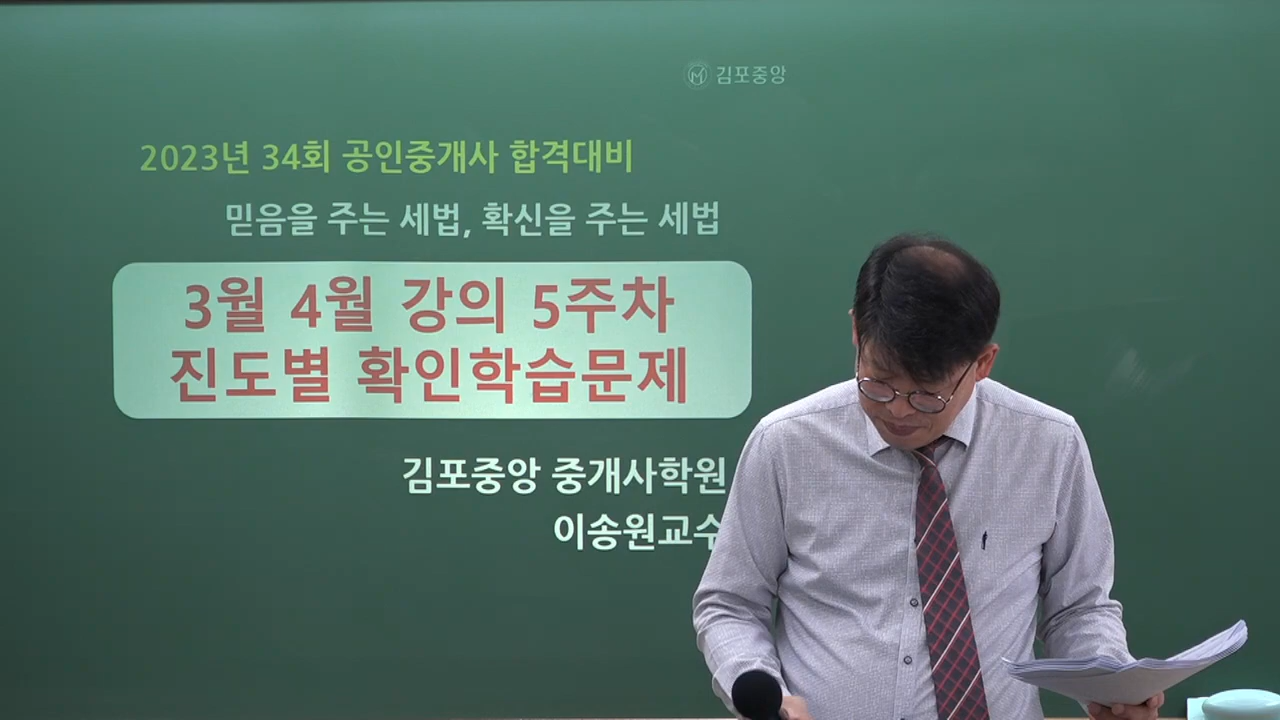 김포중앙
2023년 34회 공인중개사 합격대비
믿음을 주는 세법, 확신을 주는 세법
3월 4월 강의 5주차
진도별 확인학습문제
김포중앙 중개사학원
이송원교수